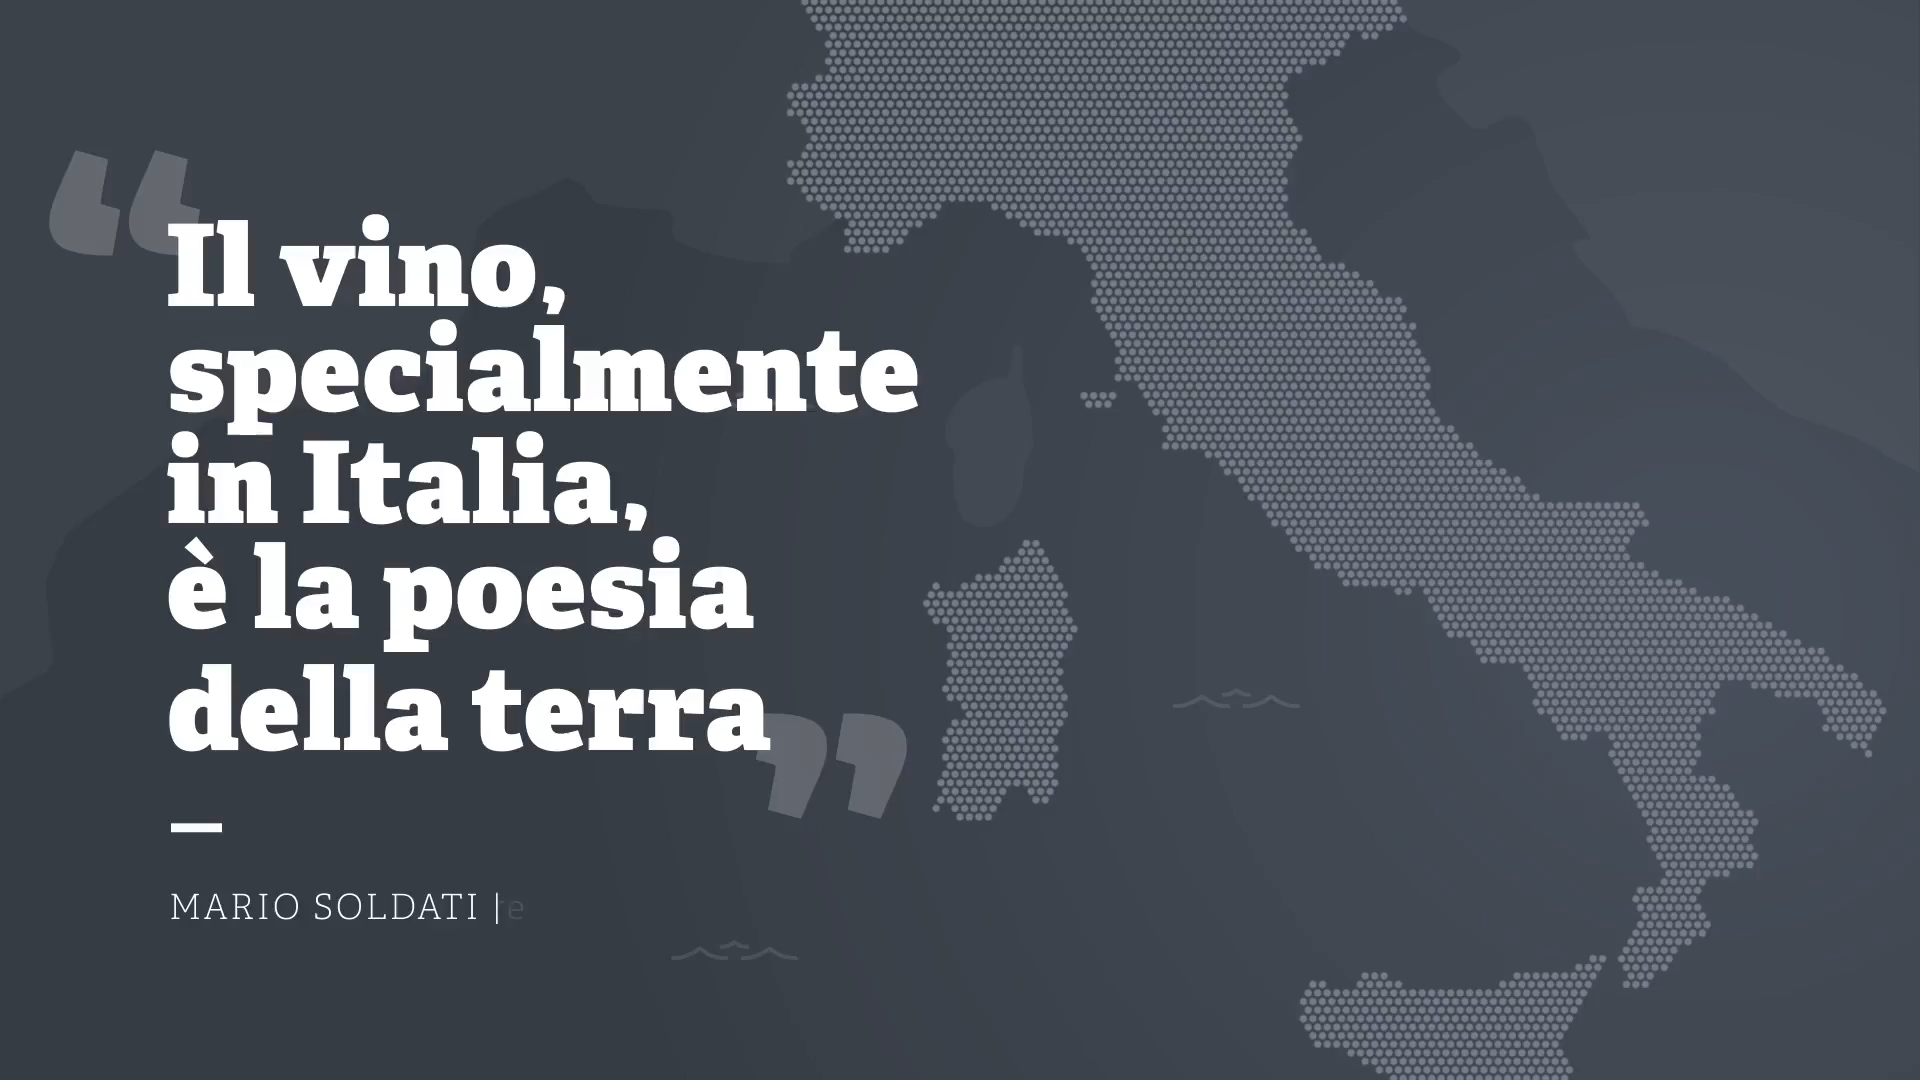 Il vino,
specialmente
in Italia,
è la poesia
della terra
MARIO SOLDATI |